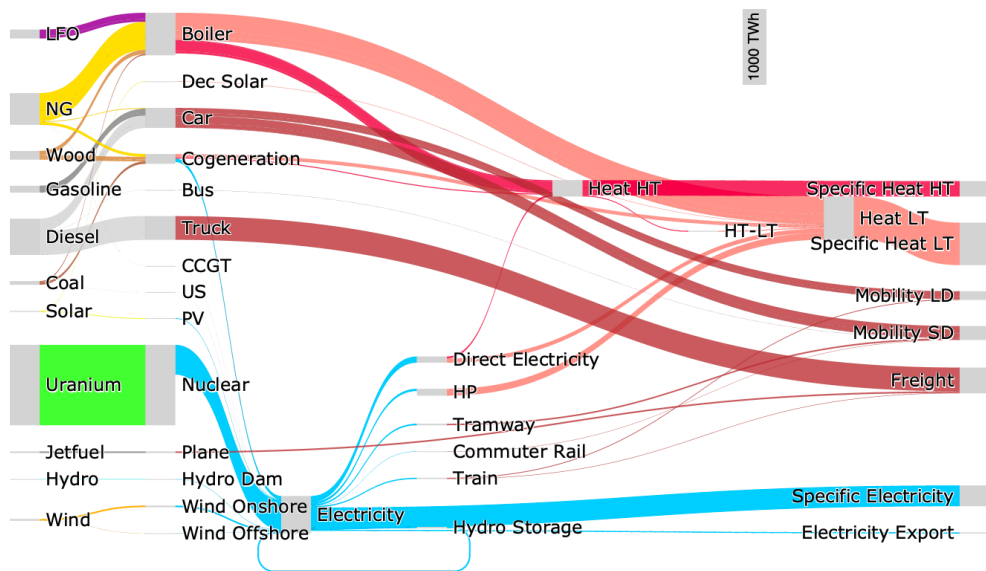 LFO
Boiler
1000 TWh
Dec Solar
NG
Car
Wood
Cogeneration
Gasoline
Bus
Heat HT
Specific Heat HT
Truck
Heat LT
Diesel
HT-LT
Specific Heat LT
CCGT
Coal
US
Mobility LD
Solar
PV
Mobility SD
Direct Electricity
Uranium
Nuclear
Freight
HP
Tramway
Jetfuel
Plane
Commuter Rail
Hydro
Hydro Dam
Train
Specific Electricity
Wind Onshore
Wind
Electricity
Hydro Storage
Wind Offshore
Electricity Export